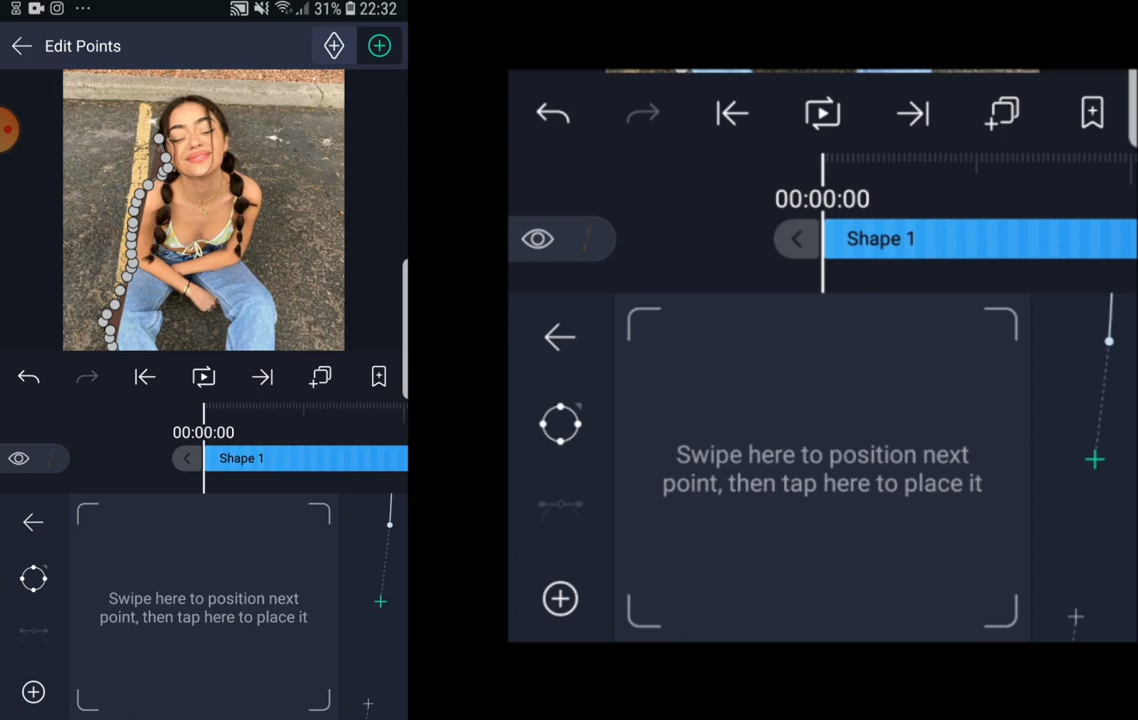 31% 22:32
Edit Points
00:00:00
Shape 1
Swipe here to position next
point, then tap here to place it
00:00:00
Shape 1
Swipe here to position next
point, then tap here to place it